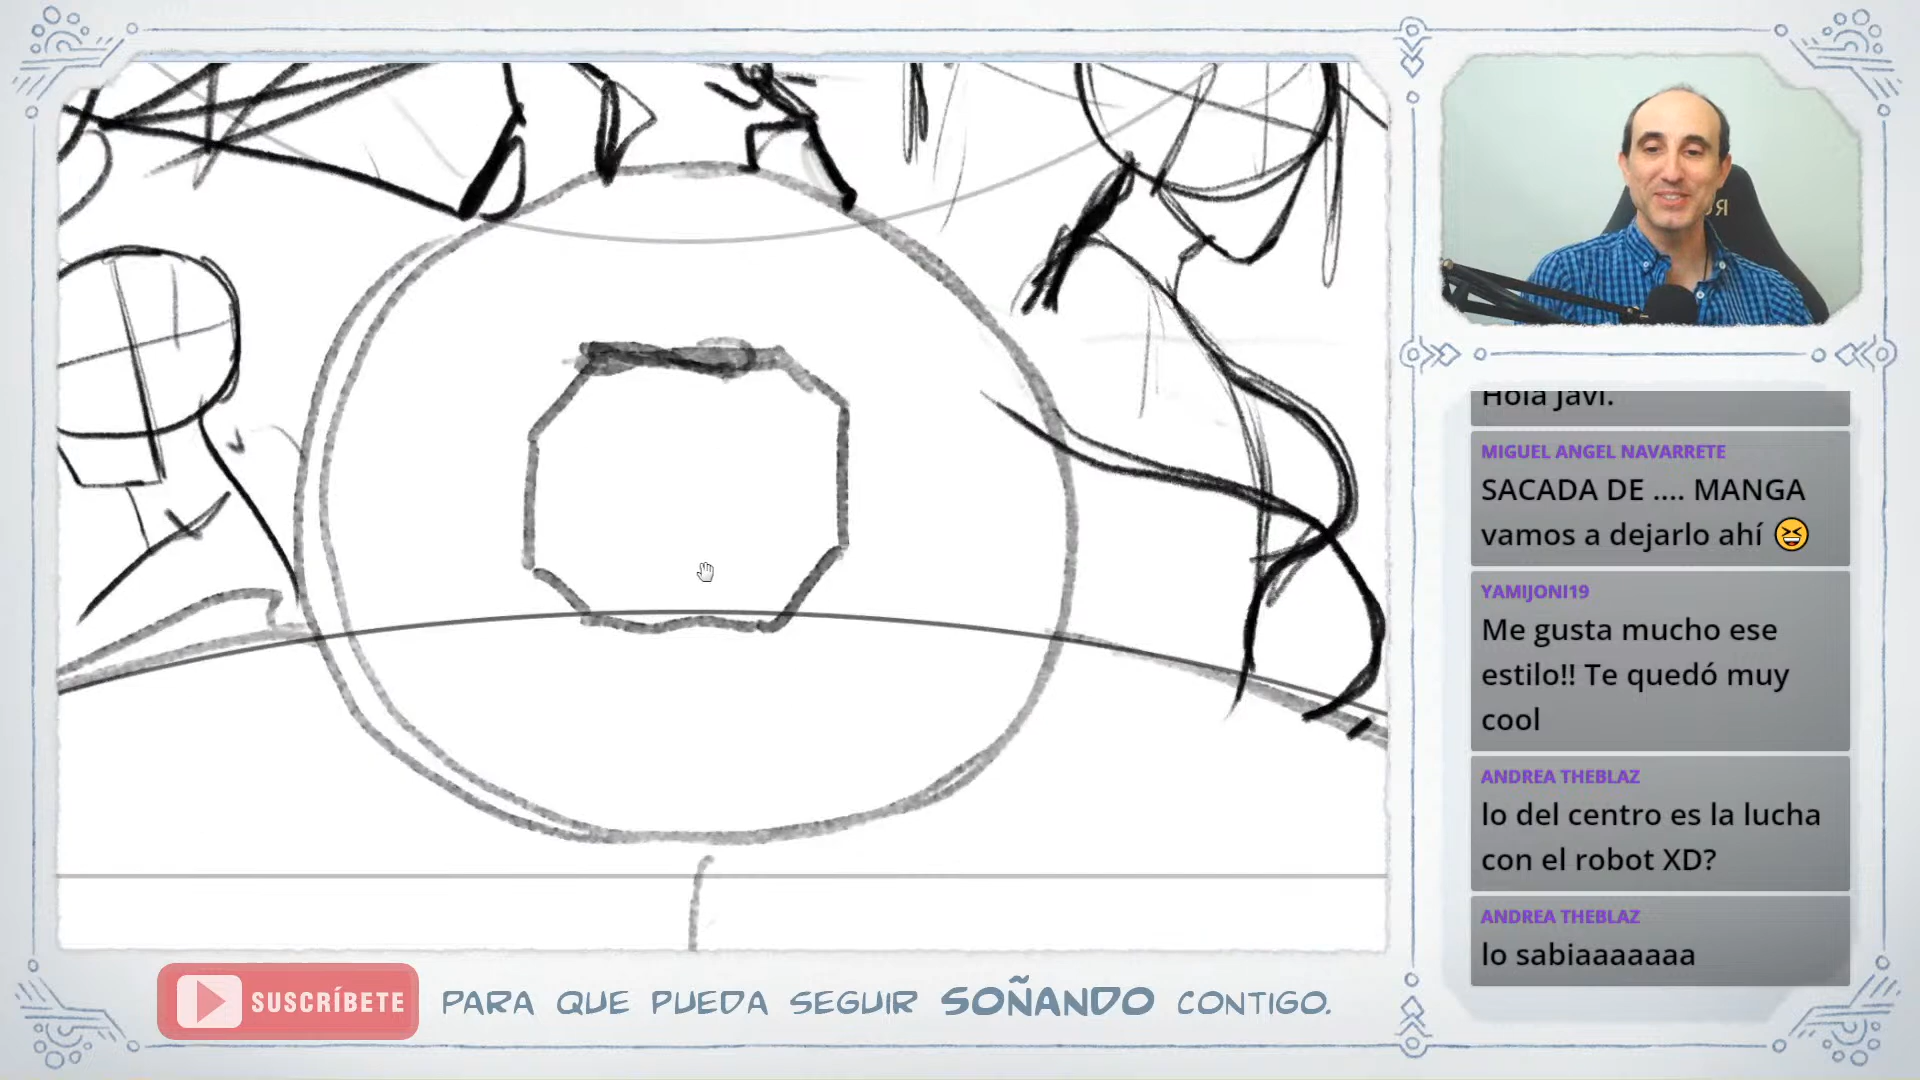 Hola Javi.
MIGUEL ANGEL NAVARRETE
SACADA DE .... MANGA
vamos a dejarlo ahí 😆
YAMIJONI19
Me gusta mucho ese
estilo!! Te quedó muy
cool
ANDREA THEBLAZ
lo del centro es la lucha
con el robot XD?
ANDREA THEBLAZ
lo sabiaaaaaaa
SUSCRÍBETE
PARA QUE PUEDA SEGUIR SOÑANDO CONTIGO.